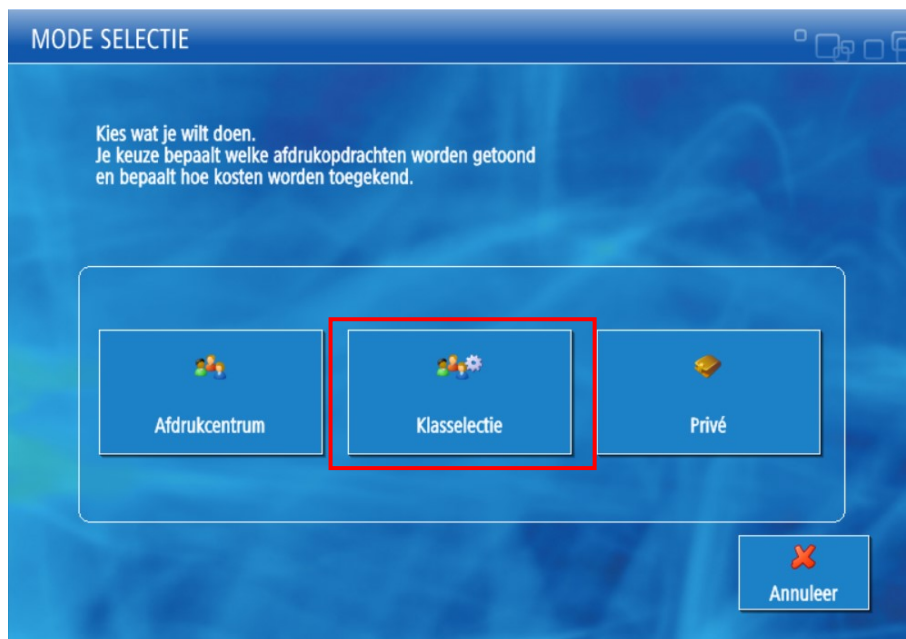 MODE SELECTIE
Kies wat je wilt doen.
Je keuze bepaalt welke afdrukopdrachten worden getoond
en bepaalt hoe kosten worden toegekend.
Afdrukcentrum
Klasselectie
Privé
Annuleer